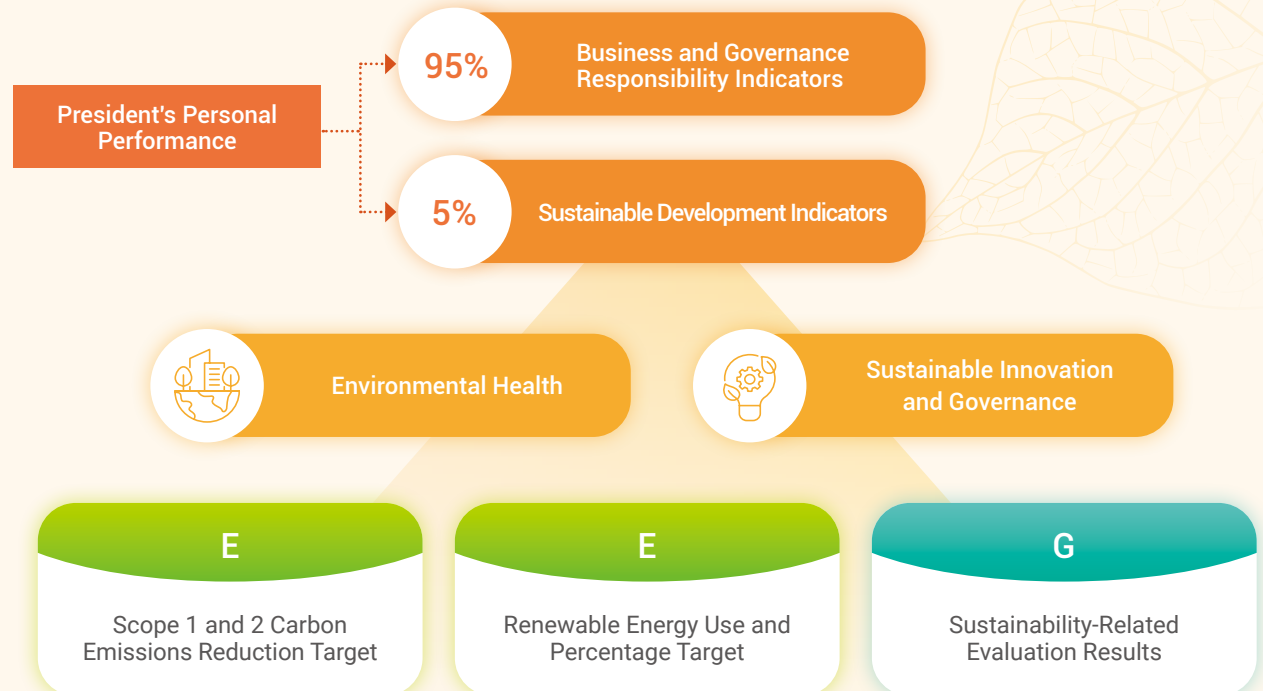 President's Personal
Performance
95%
Business and Governance
Responsibility Indicators
5%
Sustainable Development Indicators
Environmental Health
Sustainable Innovation
and Governance
E
Scope 1 and 2 Carbon
Emissions Reduction Target
E
Renewable Energy Use and
Percentage Target
G
Sustainability-Related
Evaluation Results